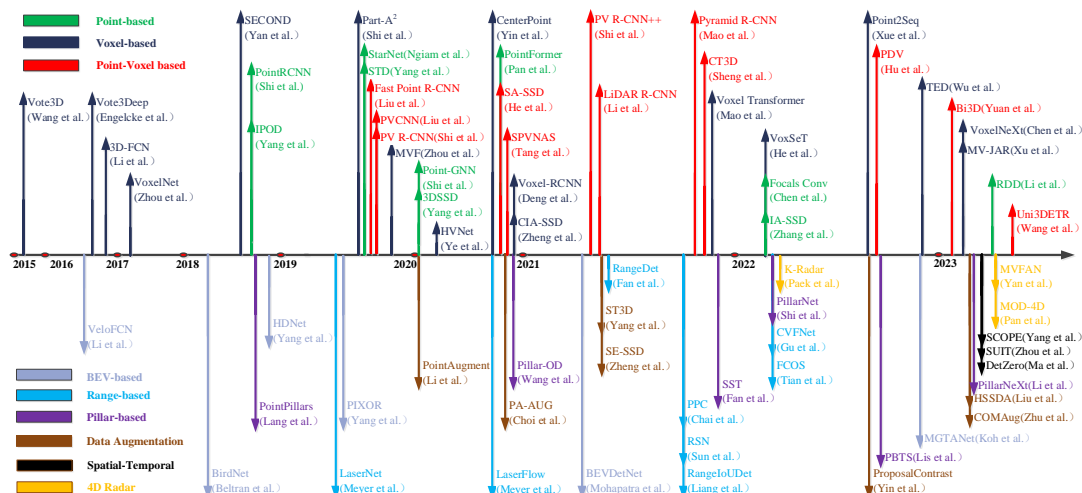 Point-based
Voxel-based
Point-Voxel based
Vote3D
(Wang et al.)
Vote3Deep
(Engelcke et al.)
3D-FCN
(Li et al.)
VoxelNet
(Zhou et al.)
SECOND
(Yan et al.)
PointRCNN
(Shi et al.)
IPOD
(Yang et al.)
Part-A²
(Shi et al.)
StarNet(Ngiam et al.)
STD(Yang et al.)
Fast Point R-CNN
(Liu et al.)
PVCNN(Liu et al.)
PV R-CNN(Shi et al.)
MVF(Zhou et al.)
Point-GNN
(Shi et al.)
3DSSD
(Yang et al.)
HVNet
(Ye et al.)
CenterPoint
(Yin et al.)
PointFormer
(Pan et al.)
SA-SSD
(He et al.)
SPVNAS
(Tang et al.)
Voxel-RCNN
(Deng et al.)
CIA-SSD
(Zheng et al.)
PV R-CNN++
(Shi et al.)
LiDAR R-CNN
(Li et al.)
Pyramid R-CNN
(Mao et al.)
CT3D
(Sheng et al.)
Voxel Transformer
(Mao et al.)
VoxSeT
(He et al.)
Focals Conv
(Chen et al.)
IA-SSD
(Zhang et al.)
Point2Seq
(Xue et al.)
PDV
(Hu et al.)
TED(Wu et al.)
Bi3D(Yuan et al.)
VoxelNeXt(Chen et al.)
MV-JAR(Xu et al.)
RDD(Li et al.)
Uni3DETR
(Wang et al.)
2015 2016 2017 2018 2019 2020 2021 2022 2023
VeloFCN
(Li et al.)
BirdNet
(Beltran et al.)
HDNet
(Yang et al.)
PointPillars
(Lang et al.)
PIXOR
(Yang et al.)
LaserNet
(Meyer et al.)
PointAugment
(Li et al.)
Pillar-OD
(Wang et al.)
PA-AUG
(Choi et al.)
LaserFlow
(Meyer et al.)
RangeDet
(Fan et al.)
ST3D
(Yang et al.)
SE-SSD
(Zheng et al.)
BEVDetNet
(Mohapatra et al.)
SST
(Fan et al.)
PPC
(Chai et al.)
RSN
(Sun et al.)
RangeIoUDet
(Liang et al.)
K-Radar
(Paek et al.)
PillarNet
(Shi et al.)
CVFNet
(Gu et al.)
FCOS
(Tian et al.)
MVFAN
(Yan et al.)
MOD-4D
(Pan et al.)
SCOPE(Yang et al.)
SUIT(Zhou et al.)
DetZero(Ma et al.)
PillarNeXt(Li et al.)
HSSDA(Liu et al.)
COMAug(Zhu et al.)
MGTANet(Koh et al.)
PBTS(Lis et al.)
ProposalContrast
(Yin et al.)
BEV-based
Range-based
Pillar-based
Data Augmentation
Spatial-Temporal
4D Radar